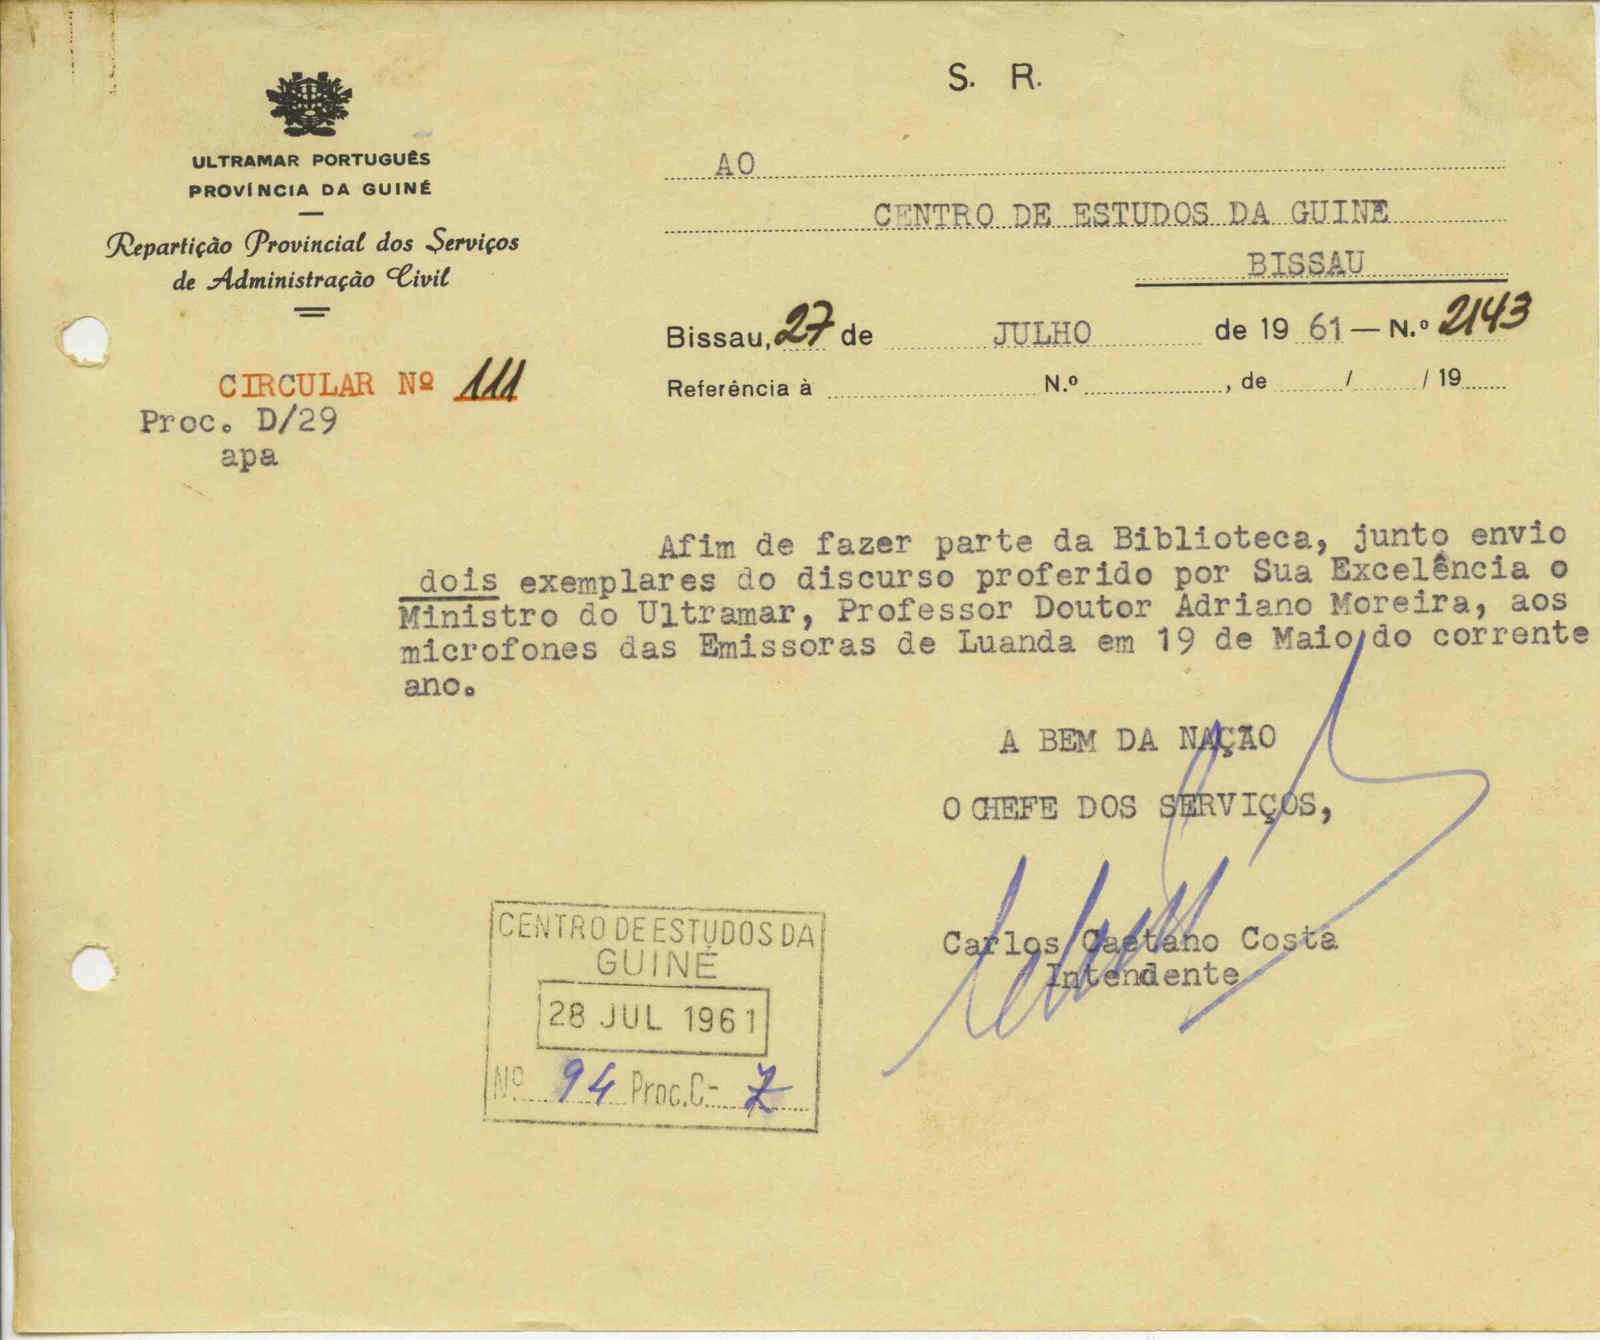 S. R.
ULTRAMAR PORTUGUÊS
PROVÍNCIA DA GUINÉ
Repartição Provincial dos Serviços
de Administração Civil
AO
CENTRO DE ESTUDOS DA GUINE
BISSAU
Bissau, 27 de JULHO de 19 61 — N.º 2143
Referência à N.º , de / / 19
CIRCULAR Nº 111
Proc. D/29
apa
Afim de fazer parte da Biblioteca, junto envio
dois exemplares do discurso proferido por Sua Excelência o
Ministro do Ultramar, Professor Doutor Adriano Moreira, aos
microfones das Emissoras de Luanda em 19 de Maio do corrente
ano.
A BEM DA NAÇÃO
O CHEFE DOS SERVIÇOS,
Carlos Caetano Costa
Intendente
CENTRO DE ESTUDOS DA
GUINÉ
28 JUL 1961
Nº 94 Proc. C.- 7